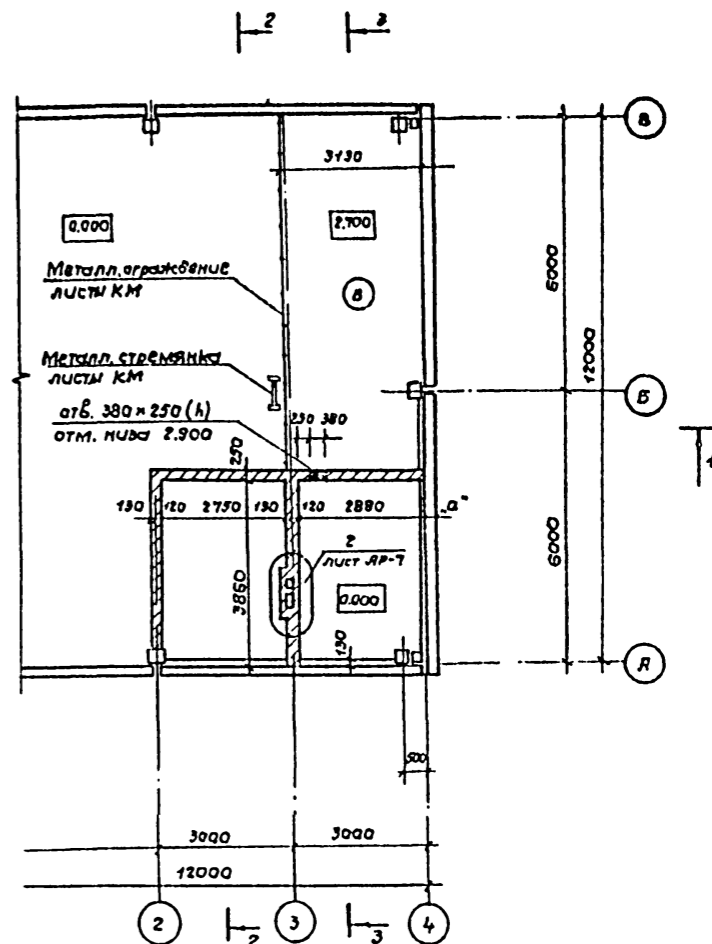 2 3
В
3130
0.000
2.700
Металл. ограждение
листы КМ
В
6000
12000
Металл. стремянка
листы КМ
Б
отв. 380×250 (h)
отм. низа 2.900
250 380
250
1
130 120 2750 130 120 2880 "а"
2
лист АР-7
3860
0.000
6000
130
А
500
3000 3000
12000
2 3 4
2 3